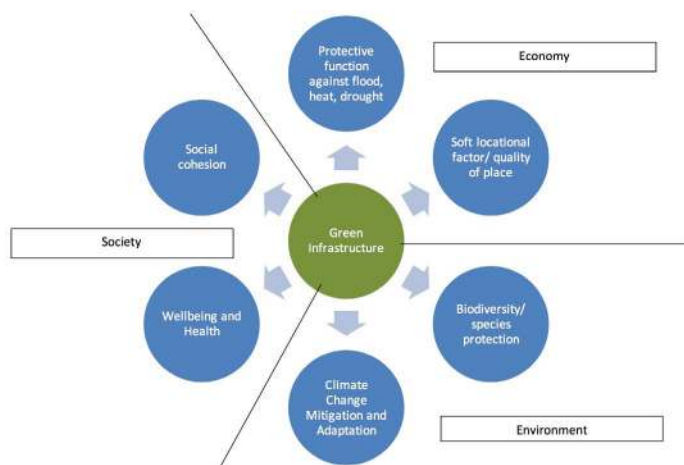 Protective
function
against flood,
heat, drought
Economy
Social
cohesion
Soft locational
factor/ quality
of place
Green
Infrastructure
Society
Wellbeing and
Health
Biodiversity/
species
protection
Climate
Change
Mitigation and
Adaptation
Environment